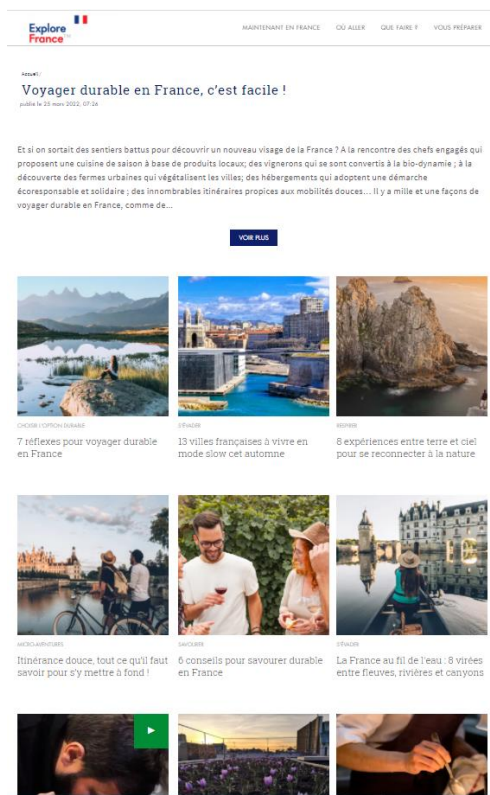 Explore
France
MAINTENANT EN FRANCE OÙ ALLER QUE FAIRE ? VOUS PRÉPARER
Accueil /
Voyager durable en France, c'est facile !
publié le 25 mars 2022, 07:26
Et si on sortait des sentiers battus pour découvrir un nouveau visage de la France ? A la rencontre des chefs engagés qui
proposent une cuisine de saison à base de produits locaux; des vignerons qui se sont convertis à la bio-dynamie ; à la
découverte des fermes urbaines qui végétalisent les villes; des hébergements qui adoptent une démarche
écoresponsable et solidaire ; des innombrables itinéraires propices aux mobilités douces... Il y a mille et une façons de
voyager durable en France, comme de...
VOIR PLUS
CHOISIR L'OPTION DURABLE
7 réflexes pour voyager durable
en France
S'ÉVADER
13 villes françaises à vivre en
mode slow cet automne
RESPIRER
8 expériences entre terre et ciel
pour se reconnecter à la nature
MICRO-AVENTURES
Itinérance douce, tout ce qu'il faut
savoir pour s'y mettre à fond !
SAVOURER
6 conseils pour savourer durable
en France
S'ÉVADER
La France au fil de l'eau : 8 virées
entre fleuves, rivières et canyons